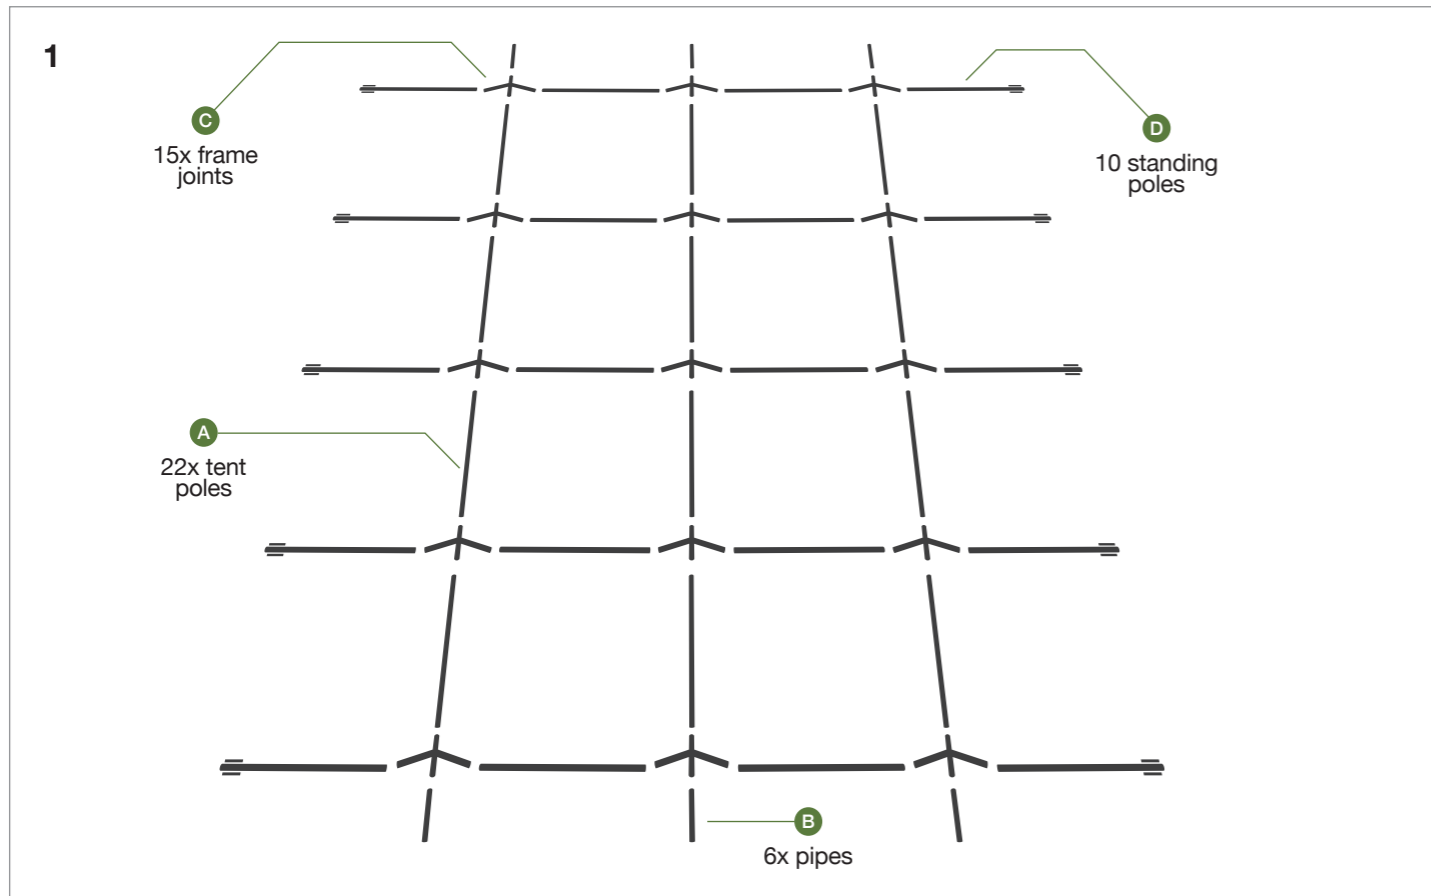 1
C
15x frame
joints
D
10 standing
poles
A
22x tent
poles
B
6x pipes